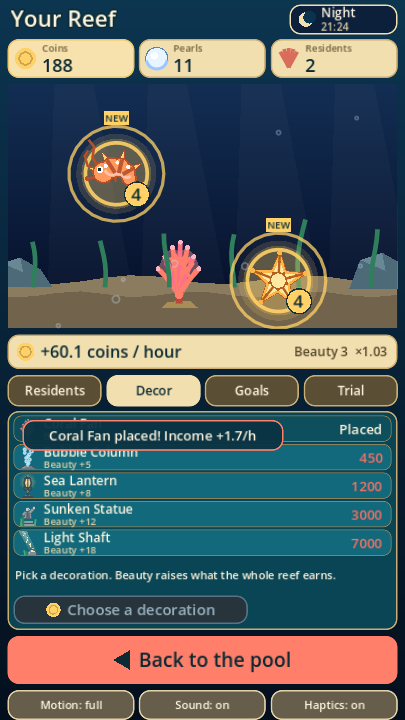 Your Reef
Night
21:24
Coins
188
Pearls
11
Residents
2
NEW
4
NEW
4
+60.1 coins / hour
Beauty 3 ×1.03
Residents
Decor
Goals
Trial
Placed
Coral Fan placed! Income +1.7/h
Bubble Column
Beauty +5
450
Sea Lantern
Beauty +8
1200
Sunken Statue
Beauty +12
3000
Light Shaft
Beauty +18
7000
Pick a decoration. Beauty raises what the whole reef earns.
Choose a decoration
Back to the pool
Motion: full
Sound: on
Haptics: on